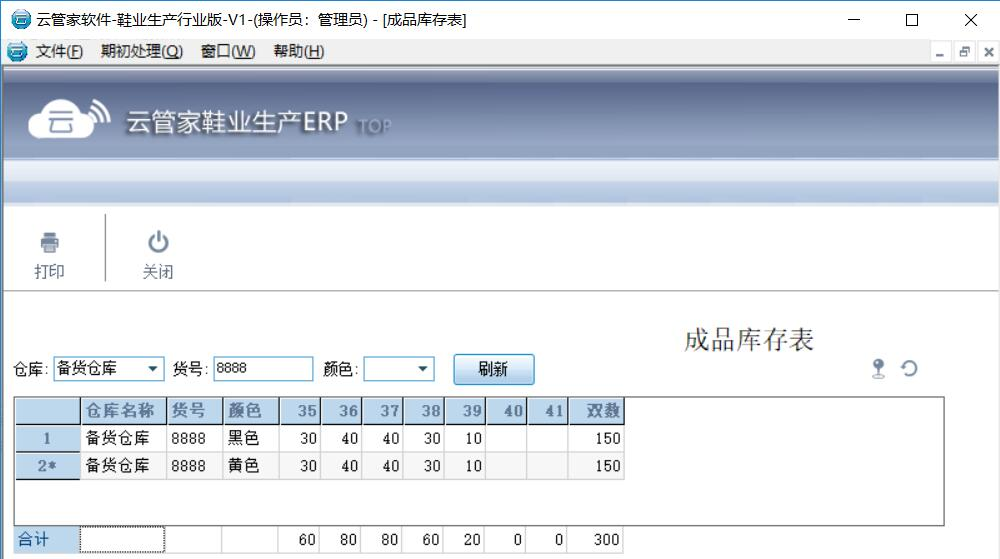 云管家软件-鞋业生产行业版-V1-(操作员：管理员) - [成品库存表]
文件(F) 期初处理(Q) 窗口(W) 帮助(H)
云 云管家鞋业生产ERP TOP
打印 关闭
成品库存表
仓库: 备货仓库 货号: 8888 颜色: 刷新
仓库名称 货号 颜色 35 36 37 38 39 40 41 双数
1 备货仓库 8888 黑色 30 40 40 30 10 150
2* 备货仓库 8888 黄色 30 40 40 30 10 150
合计 60 80 80 60 20 0 0 300